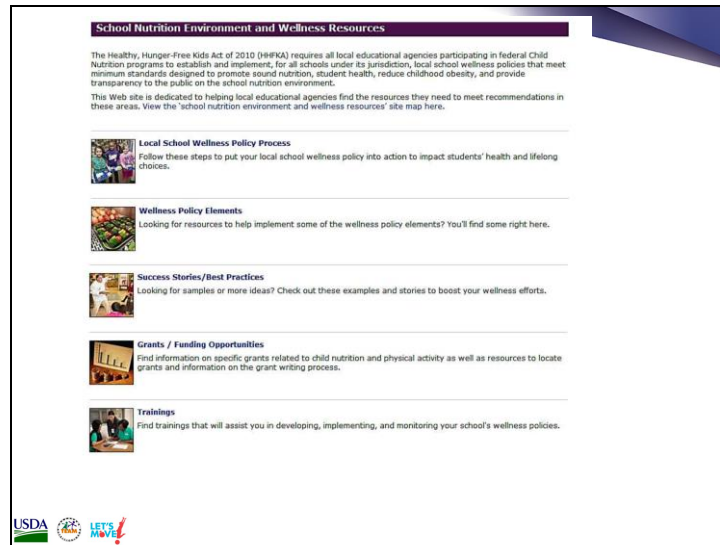 School Nutrition Environment and Wellness Resources
The Healthy, Hunger-Free Kids Act of 2010 (HHFKA) requires all local educational agencies participating in federal Child
Nutrition programs to establish and implement, for all schools under its jurisdiction, local school wellness policies that meet
minimum standards designed to promote sound nutrition, student health, reduce childhood obesity, and provide
transparency to the public on the school nutrition environment.
This Web site is dedicated to helping local educational agencies find the resources they need to meet recommendations in
these areas. View the 'school nutrition environment and wellness resources' site map here.
Local School Wellness Policy Process
Follow these steps to put your local school wellness policy into action to impact students' health and lifelong
choices.
Wellness Policy Elements
Looking for resources to help implement some of the wellness policy elements? You'll find some right here.
Success Stories/Best Practices
Looking for samples or more ideas? Check out these examples and stories to boost your wellness efforts.
Grants / Funding Opportunities
Find information on specific grants related to child nutrition and physical activity as well as resources to locate
grants and information on the grant writing process.
Trainings
Find trainings that will assist you in developing, implementing, and monitoring your school's wellness policies.
USDA
TEAM
LET'S
MOVE!